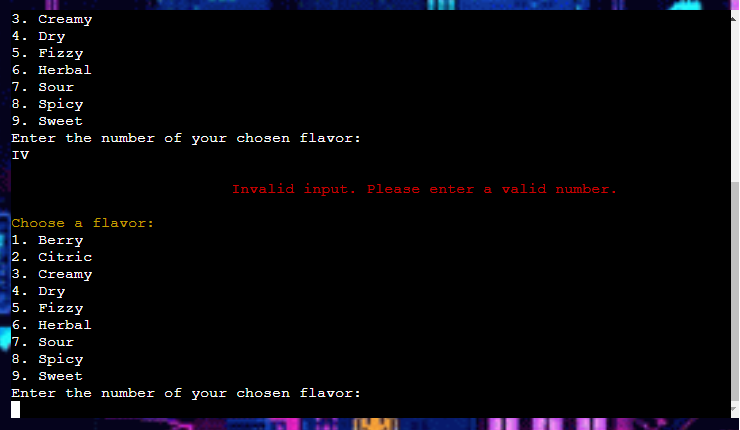 3. Creamy
4. Dry
5. Fizzy
6. Herbal
7. Sour
8. Spicy
9. Sweet
Enter the number of your chosen flavor:
IV
Invalid input. Please enter a valid number.
Choose a flavor:
1. Berry
2. Citric
3. Creamy
4. Dry
5. Fizzy
6. Herbal
7. Sour
8. Spicy
9. Sweet
Enter the number of your chosen flavor: